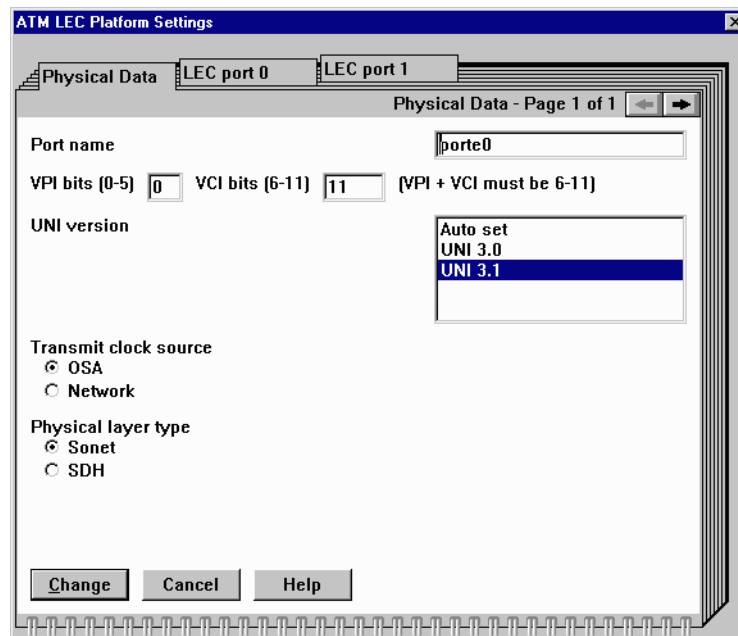 ATM LEC Platform Settings
Physical Data LEC port 0 LEC port 1
Physical Data - Page 1 of 1
Port name porte0
VPI bits (0-5) 0 VCI bits (6-11) 11 (VPI + VCI must be 6-11)
UNI version Auto set
UNI 3.0
UNI 3.1
Transmit clock source
OSA
Network
Physical layer type
Sonet
SDH
Change Cancel Help